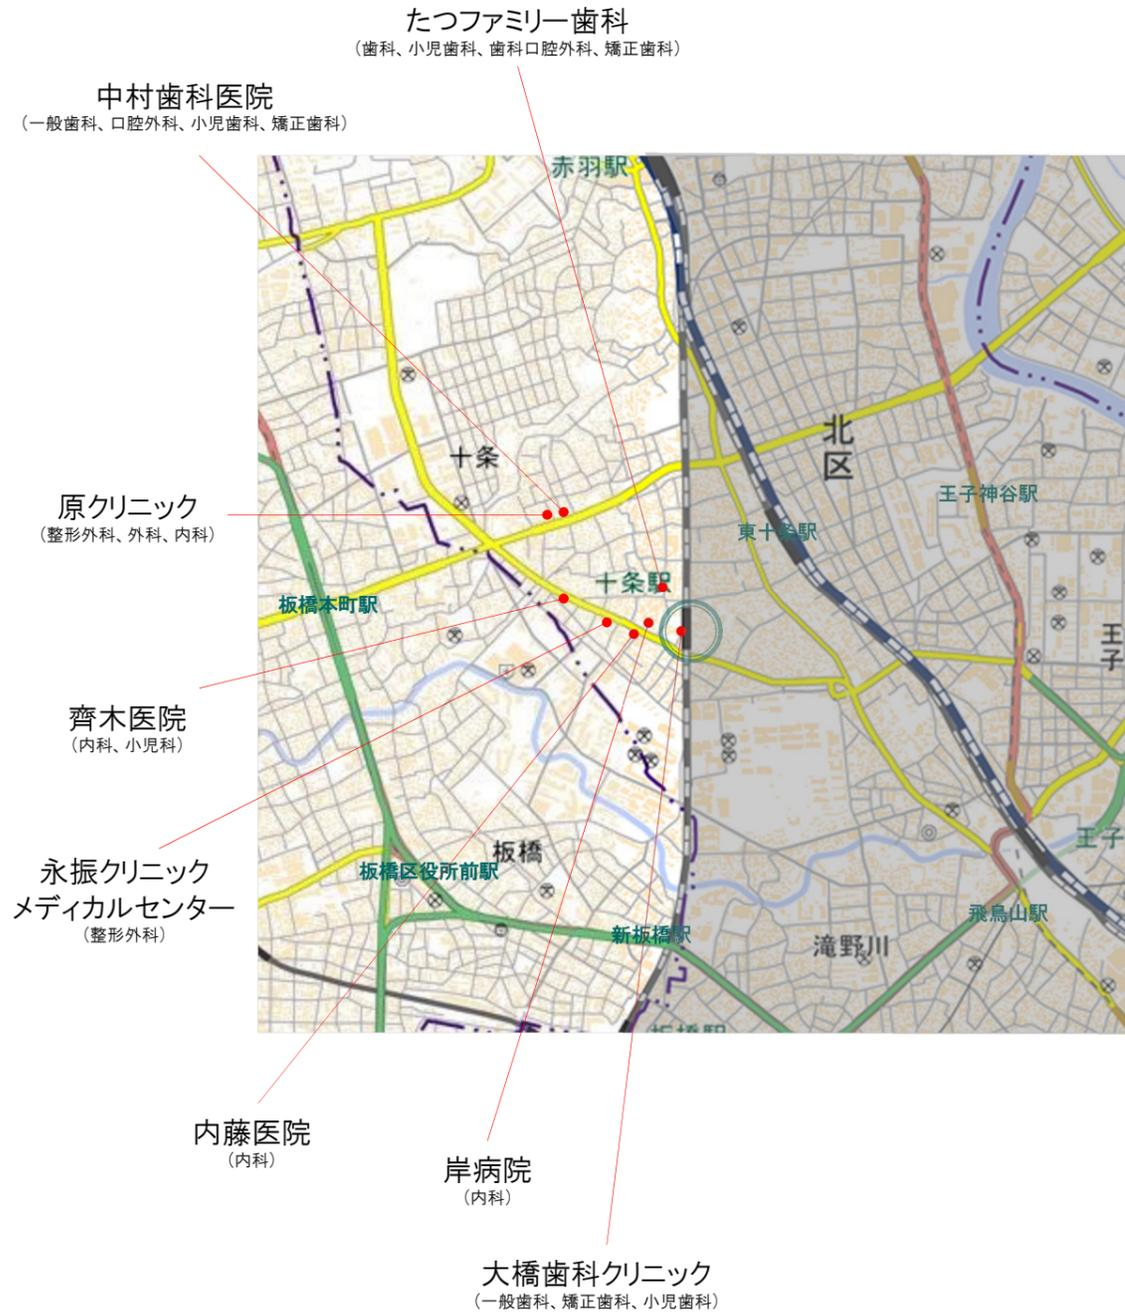 たつファミリー歯科
（歯科、小児歯科、歯科口腔外科、矯正歯科）
中村歯科医院
（一般歯科、口腔外科、小児歯科、矯正歯科）
赤羽駅
北区
十条
王子神谷駅
原クリニック
（整形外科、外科、内科）
東十条駅
十条駅
板橋本町駅
王子
齊木医院
（内科、小児科）
王子
板橋
永振クリニック
メディカルセンター
（整形外科）
板橋区役所前駅
飛鳥山駅
新板橋駅
滝野川
板橋駅
内藤医院
（内科）
岸病院
（内科）
大橋歯科クリニック
（一般歯科、矯正歯科、小児歯科）